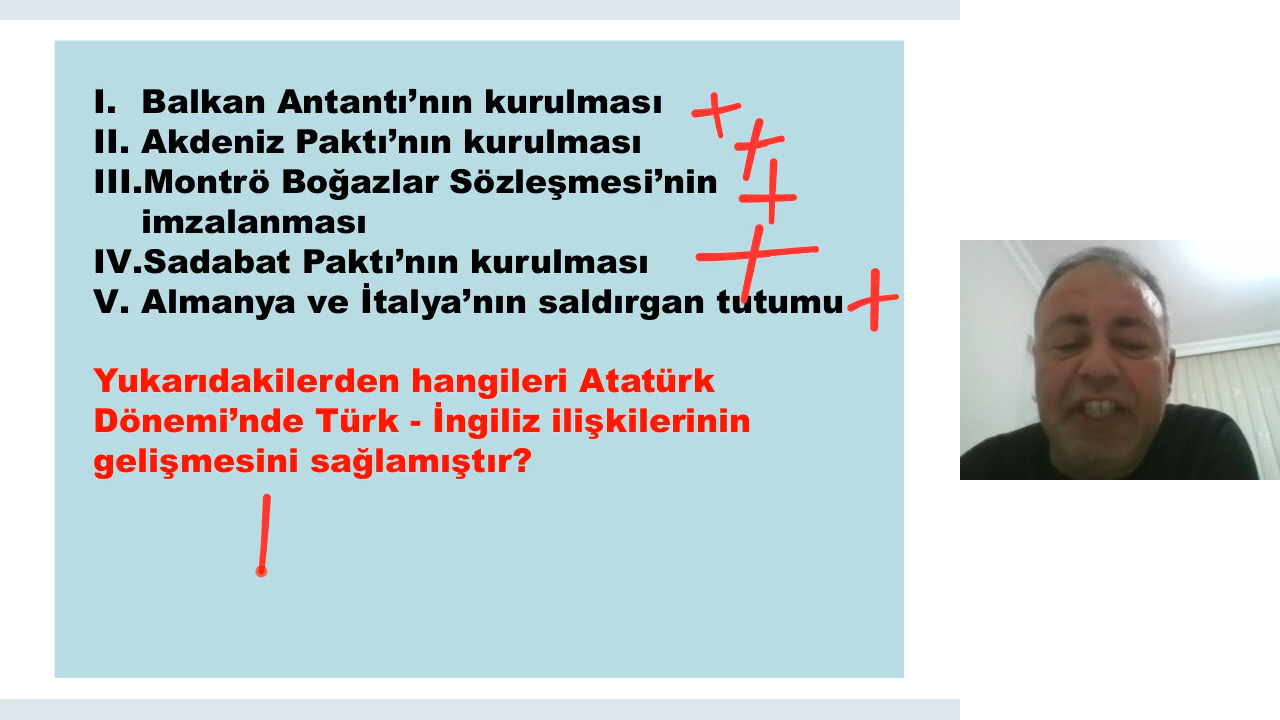 I. Balkan Antantı’nın kurulması
II. Akdeniz Paktı’nın kurulması
III.Montrö Boğazlar Sözleşmesi’nin
imzalanması
IV.Sadabat Paktı’nın kurulması
V. Almanya ve İtalya’nın saldırgan tutumu
Yukarıdakilerden hangileri Atatürk
Dönemi’nde Türk - İngiliz ilişkilerinin
gelişmesini sağlamıştır?